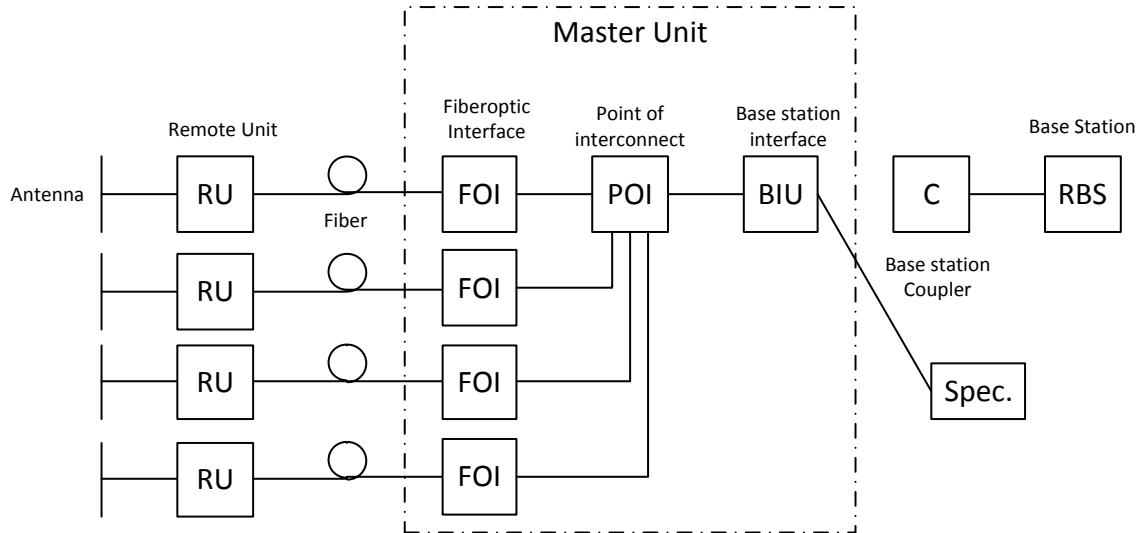 Master Unit
Remote Unit
Fiberoptic
Interface
Point of
interconnect
Base station
interface
Base Station
Antenna
RU
Fiber
FOI
POI
BIU
C
RBS
Base station
Coupler
RU
FOI
RU
FOI
Spec.
RU
FOI